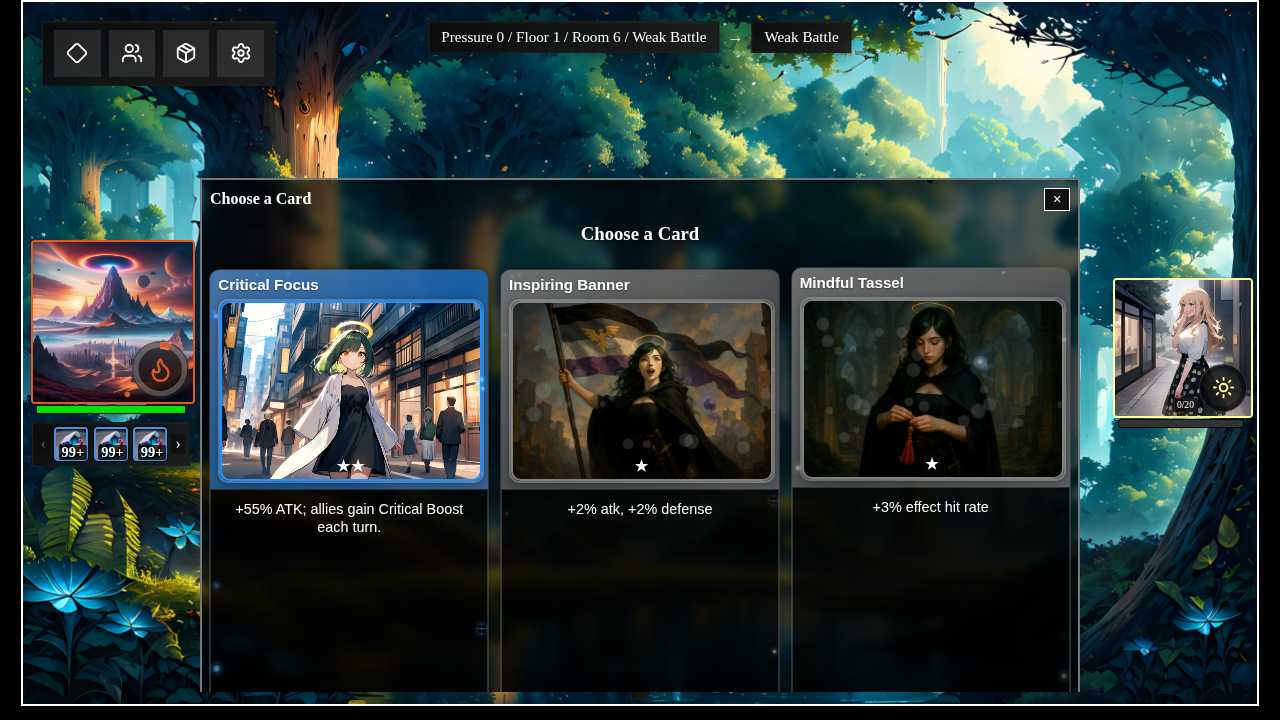 Pressure 0 / Floor 1 / Room 6 / Weak Battle → Weak Battle
Choose a Card ×
Choose a Card
Critical Focus
★★
+55% ATK; allies gain Critical Boost
each turn.
Inspiring Banner
★
+2% atk, +2% defense
Mindful Tassel
★
+3% effect hit rate
‹ 99+ 99+ 99+ ›
0/20